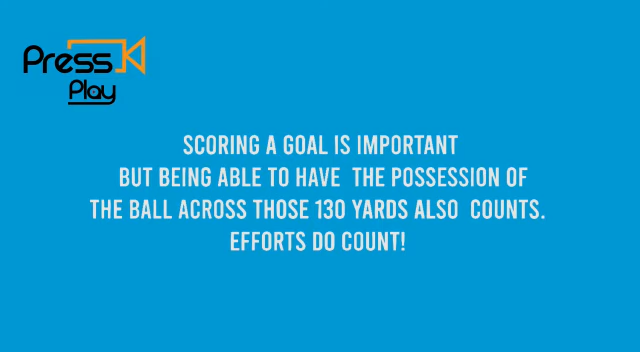 Press
Play
SCORING A GOAL IS IMPORTANT
BUT BEING ABLE TO HAVE THE POSSESSION OF
THE BALL ACROSS THOSE 130 YARDS ALSO COUNTS.
EFFORTS DO COUNT!